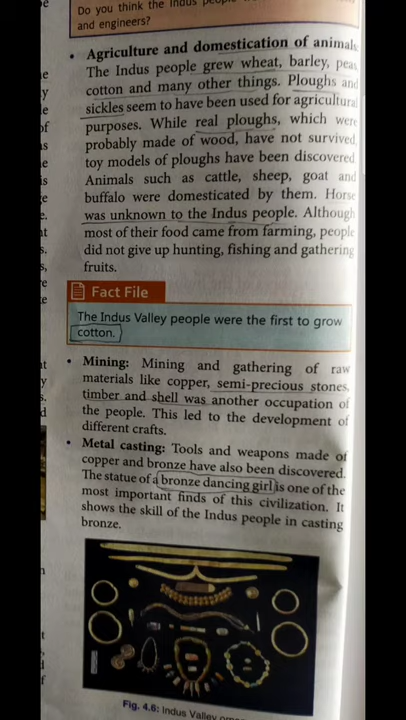 Do you think the Indus
and engineers?
• Agriculture and domestication of animals:
The Indus people grew wheat, barley, peas,
cotton and many other things. Ploughs and
sickles seem to have been used for agricultural
purposes. While real ploughs, which were
probably made of wood, have not survived,
toy models of ploughs have been discovered.
Animals such as cattle, sheep, goat and
buffalo were domesticated by them. Horse
was unknown to the Indus people. Although
most of their food came from farming, people
did not give up hunting, fishing and gathering
fruits.
Fact File
The Indus Valley people were the first to grow
cotton.
• Mining: Mining and gathering of raw
materials like copper, semi-precious stones,
timber and shell was another occupation of
the people. This led to the development of
different crafts.
• Metal casting: Tools and weapons made of
copper and bronze have also been discovered.
The statue of a bronze dancing girl is one of the
most important finds of this civilization. It
shows the skill of the Indus people in casting
bronze.
Fig. 4.6: Indus Valley